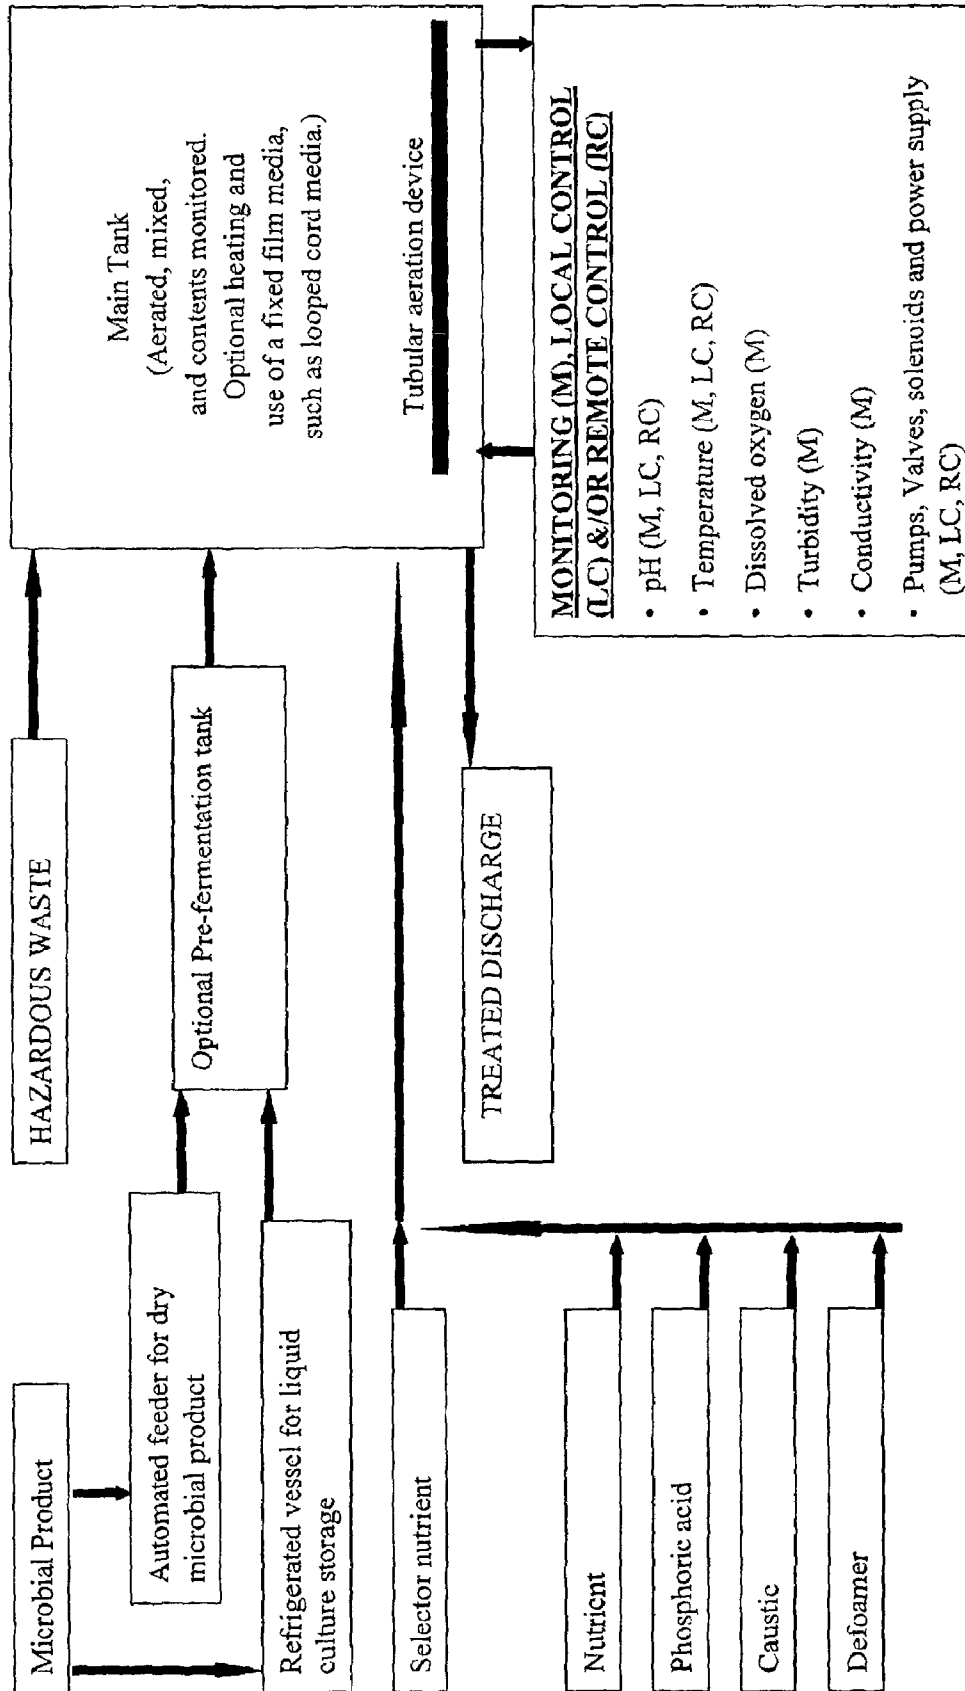 Microbial Product
Automated feeder for dry
microbial product
Refrigerated vessel for liquid
culture storage
Selector nutrient
Nutrient
Phosphoric acid
Caustic
Defoamer
HAZARDOUS WASTE
Optional Pre-fermentation tank
TREATED DISCHARGE
Main Tank
(Aerated, mixed,
and contents monitored.
Optional heating and
use of a fixed film media,
such as looped cord media.)
Tubular aeration device
MONITORING (M), LOCAL CONTROL
(LC) &/OR REMOTE CONTROL (RC)
• pH (M, LC, RC)
• Temperature (M, LC, RC)
• Dissolved oxygen (M)
• Turbidity (M)
• Conductivity (M)
• Pumps, Valves, solenoids and power supply
(M, LC, RC)